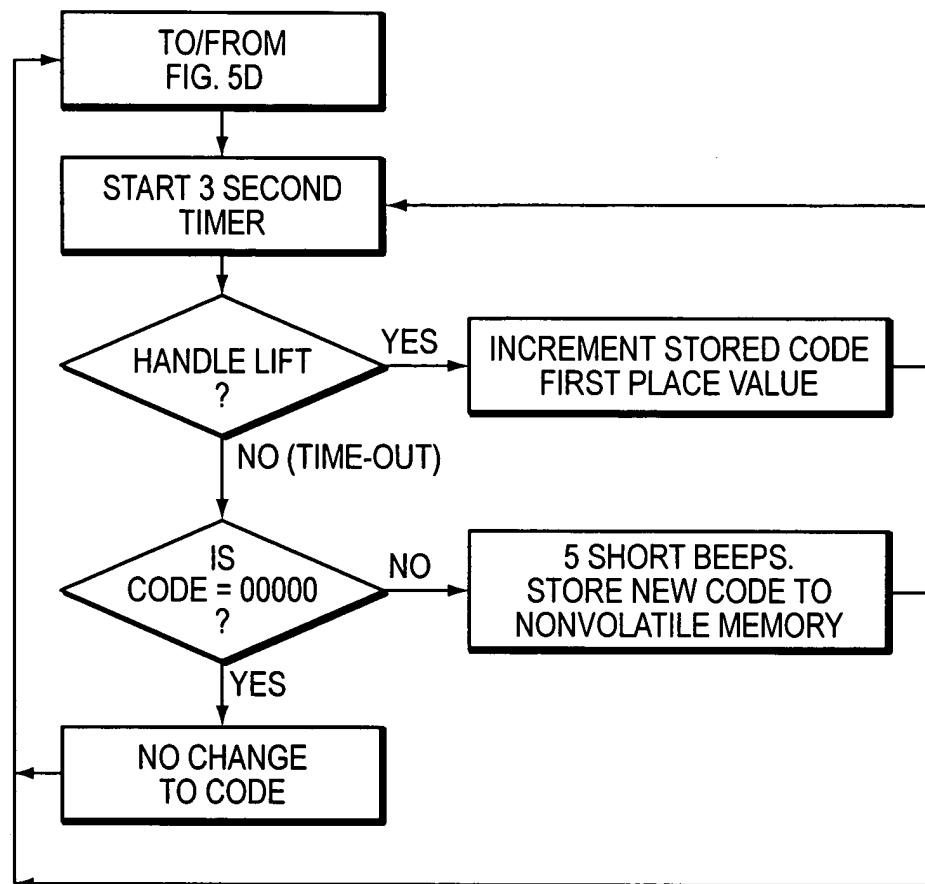 TO/FROM
FIG. 5D
START 3 SECOND
TIMER
HANDLE LIFT
?
YES
INCREMENT STORED CODE
FIRST PLACE VALUE
NO (TIME-OUT)
IS
CODE = 00000
?
NO
5 SHORT BEEPS.
STORE NEW CODE TO
NONVOLATILE MEMORY
YES
NO CHANGE
TO CODE